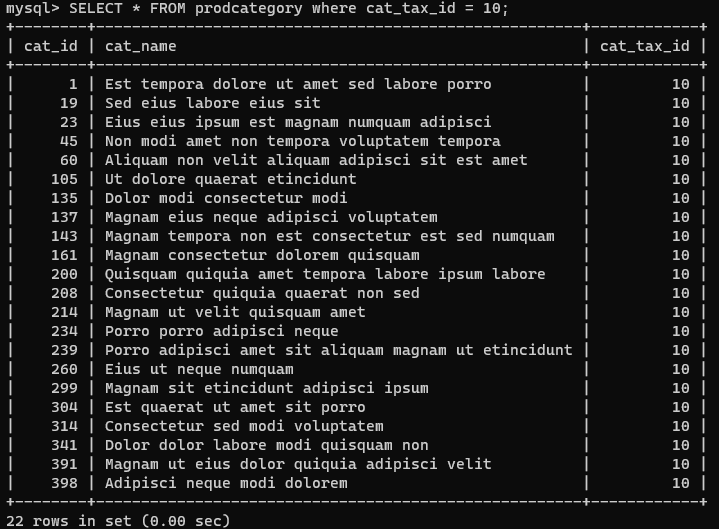 mysql> SELECT * FROM prodcategory where cat_tax_id = 10;
+--------+------------------------------------------------------+------------+
| cat_id | cat_name                                             | cat_tax_id |
+--------+------------------------------------------------------+------------+
|      1 | Est tempora dolore ut amet sed labore porro          |         10 |
|     19 | Sed eius labore eius sit                             |         10 |
|     23 | Eius eius ipsum est magnam numquam adipisci          |         10 |
|     45 | Non modi amet non tempora voluptatem tempora         |         10 |
|     60 | Aliquam non velit aliquam adipisci sit est amet      |         10 |
|    105 | Ut dolore quaerat etincidunt                         |         10 |
|    135 | Dolor modi consectetur modi                          |         10 |
|    137 | Magnam eius neque adipisci voluptatem                |         10 |
|    143 | Magnam tempora non est consectetur est sed numquam   |         10 |
|    161 | Magnam consectetur dolorem quisquam                  |         10 |
|    200 | Quisquam quiquia amet tempora labore ipsum labore    |         10 |
|    208 | Consectetur quiquia quaerat non sed                  |         10 |
|    214 | Magnam ut velit quisquam amet                        |         10 |
|    234 | Porro porro adipisci neque                           |         10 |
|    239 | Porro adipisci amet sit aliquam magnam ut etincidunt |         10 |
|    260 | Eius ut neque numquam                                |         10 |
|    299 | Magnam sit etincidunt adipisci ipsum                 |         10 |
|    304 | Est quaerat ut amet sit porro                        |         10 |
|    314 | Consectetur sed modi voluptatem                      |         10 |
|    341 | Dolor dolor labore modi quisquam non                 |         10 |
|    391 | Magnam ut eius dolor quiquia adipisci velit          |         10 |
|    398 | Adipisci neque modi dolorem                          |         10 |
+--------+------------------------------------------------------+------------+
22 rows in set (0.00 sec)